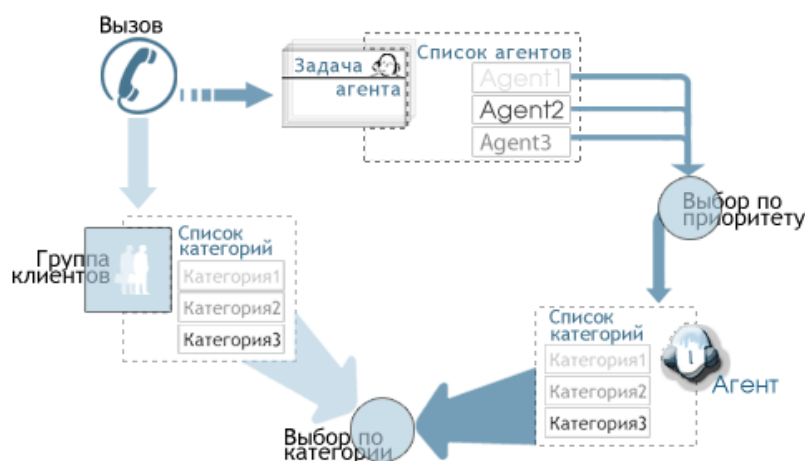 Вызов
Задача
агента
Список агентов
Agent1
Agent2
Agent3
Выбор по
приоритету
Группа
клиентов
Список
категорий
Категория1
Категория2
Категория3
Список
категорий
Категория1
Категория2
Категория3
Агент
Выбор по
категории